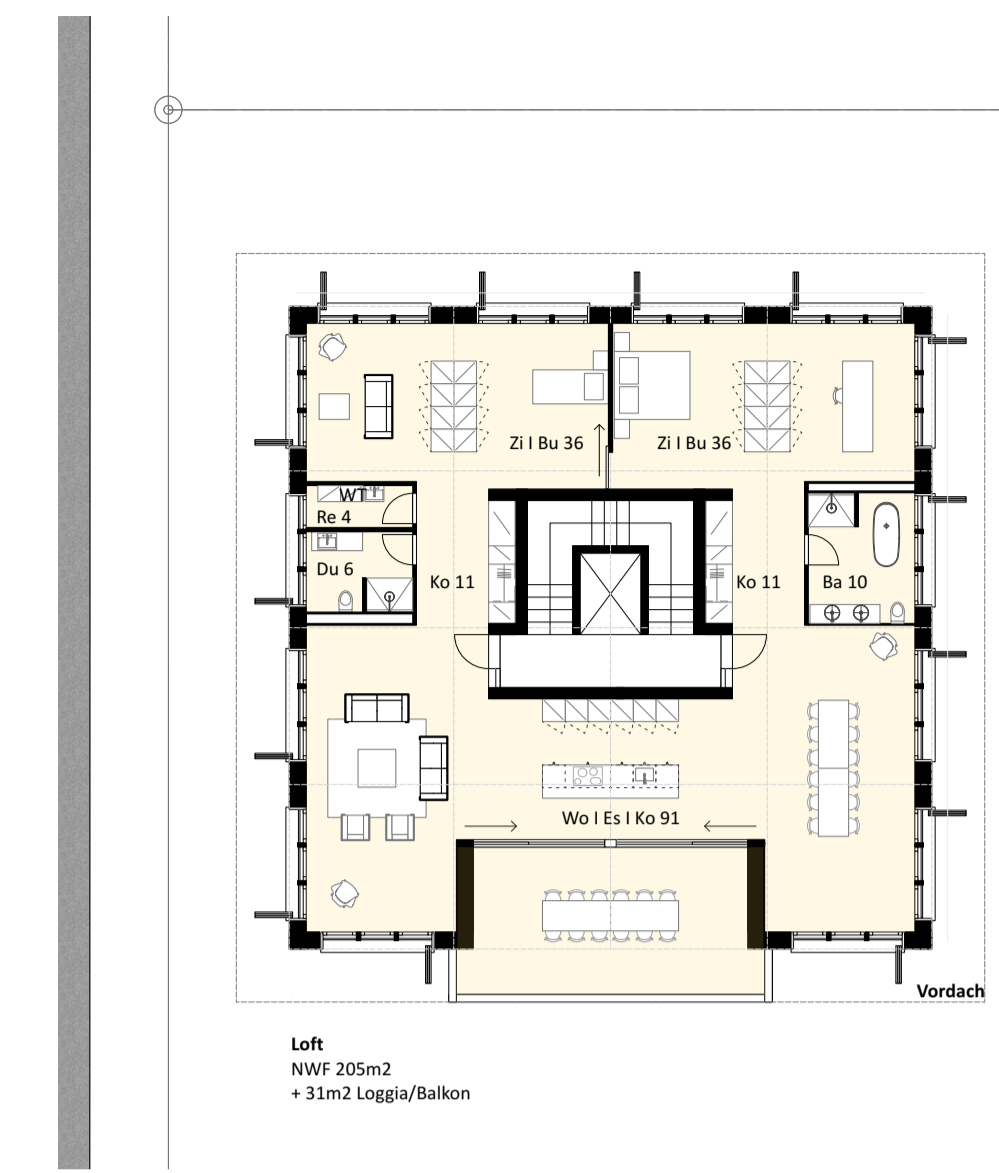 Zi I Bu 36
Zi I Bu 36
WT
Re 4
Du 6
Ko 11
Ko 11
Ba 10
Wo I Es I Ko 91
Vordach
Loft
NWF 205m2
+ 31m2 Loggia/Balkon